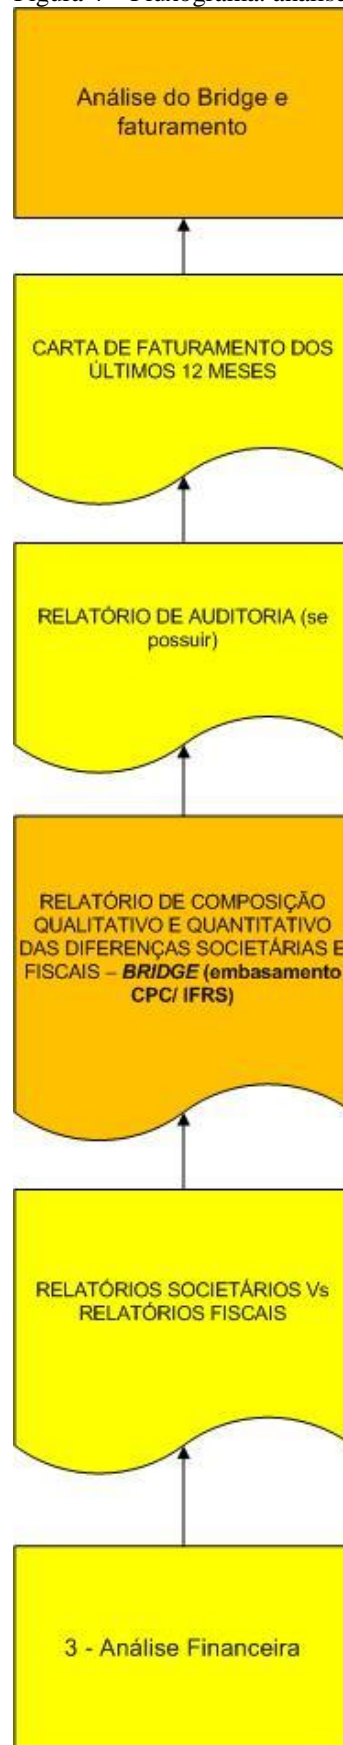 Análise do Bridge e
faturamento
CARTA DE FATURAMENTO DOS
ÚLTIMOS 12 MESES
RELATÓRIO DE AUDITORIA (se
possuir)
RELATÓRIO DE COMPOSIÇÃO
QUALITATIVO E QUANTITATIVO
DAS DIFERENÇAS SOCIETÁRIAS E
FISCAIS – BRIDGE (embasamento
CPC/ IFRS)
RELATÓRIOS SOCIETÁRIOS Vs
RELATÓRIOS FISCAIS
3 - Análise Financeira